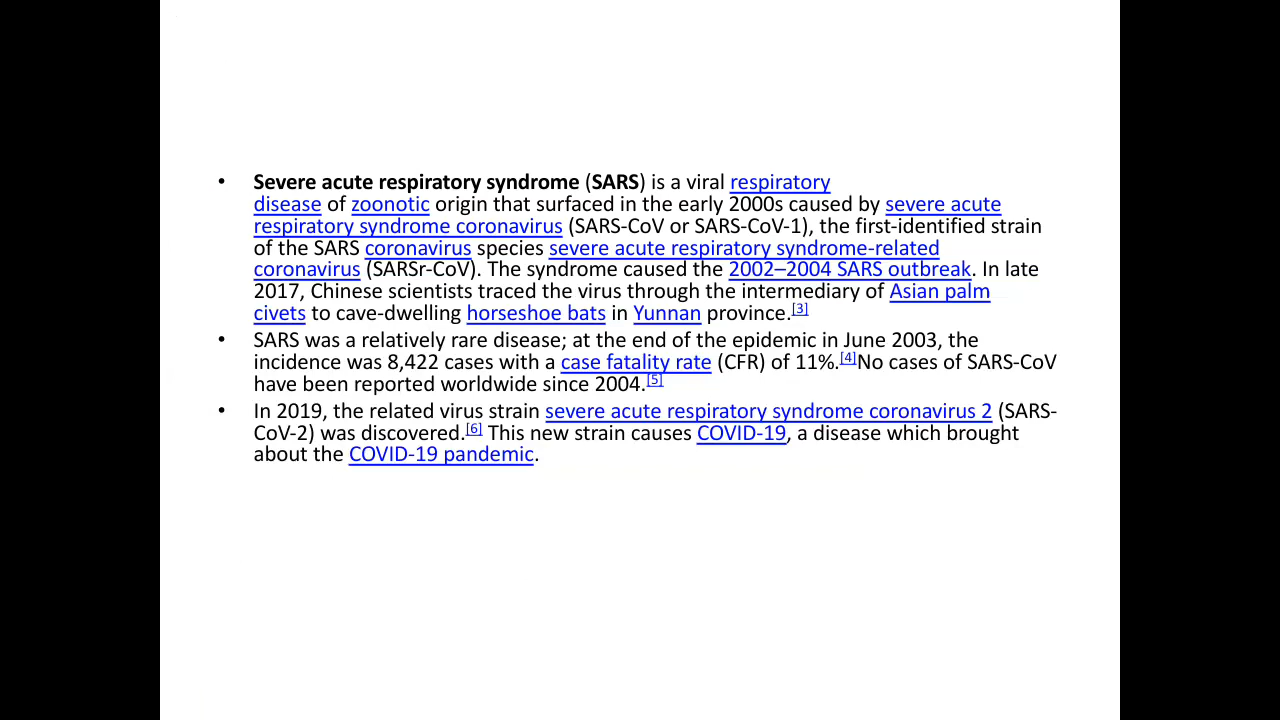 • Severe acute respiratory syndrome (SARS) is a viral respiratory
disease of zoonotic origin that surfaced in the early 2000s caused by severe acute
respiratory syndrome coronavirus (SARS-CoV or SARS-CoV-1), the first-identified strain
of the SARS coronavirus species severe acute respiratory syndrome-related
coronavirus (SARSr-CoV). The syndrome caused the 2002–2004 SARS outbreak. In late
2017, Chinese scientists traced the virus through the intermediary of Asian palm
civets to cave-dwelling horseshoe bats in Yunnan province.[3]
• SARS was a relatively rare disease; at the end of the epidemic in June 2003, the
incidence was 8,422 cases with a case fatality rate (CFR) of 11%.[4]No cases of SARS-CoV
have been reported worldwide since 2004.[5]
• In 2019, the related virus strain severe acute respiratory syndrome coronavirus 2 (SARS-
CoV-2) was discovered.[6] This new strain causes COVID-19, a disease which brought
about the COVID-19 pandemic.